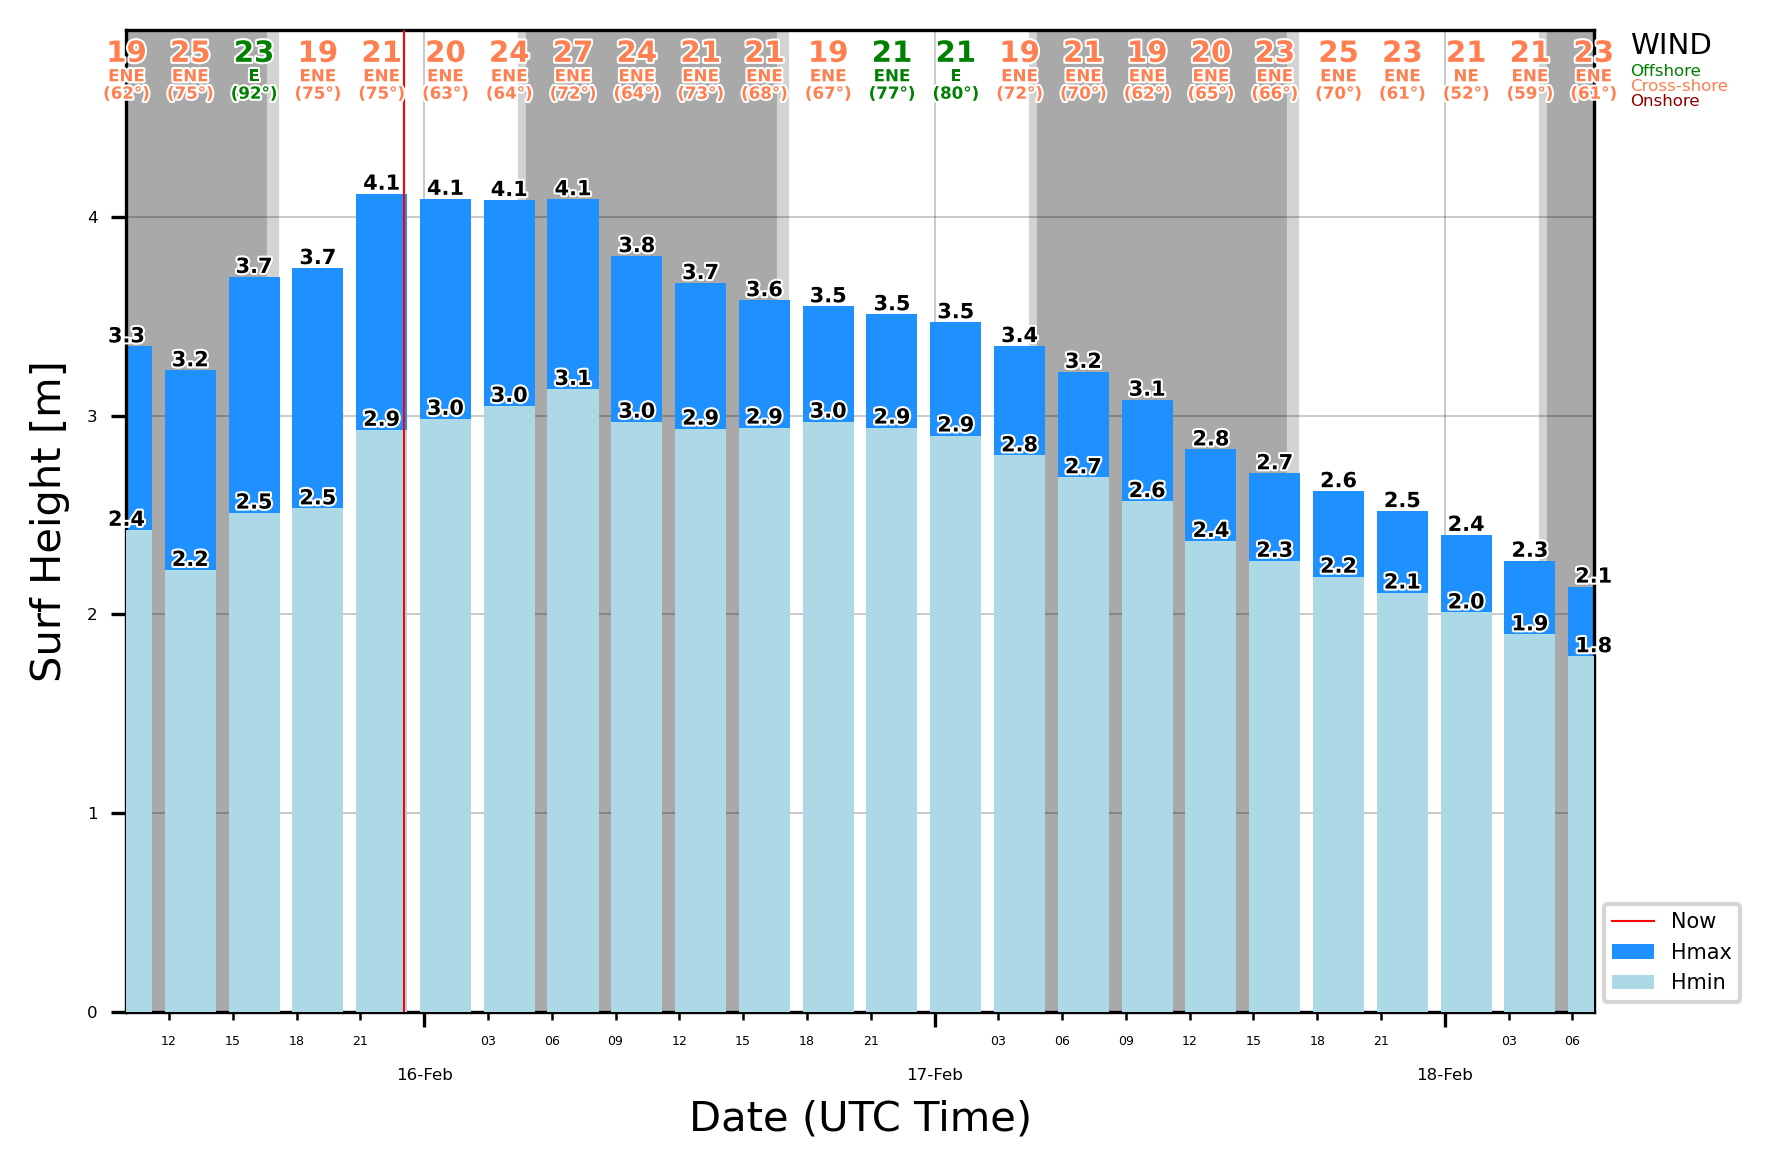 19 25 23 19 21 20 24 27 24 21 21 19 21 21 19 21 19 20 23 25 23 21 21 23
ENE ENE E ENE ENE ENE ENE ENE ENE ENE ENE ENE ENE E ENE ENE ENE ENE ENE ENE ENE NE ENE ENE
(62°) (75°) (92°) (75°) (75°) (63°) (64°) (72°) (64°) (73°) (68°) (67°) (77°) (80°) (72°) (70°) (62°) (65°) (66°) (70°) (61°) (52°) (59°) (61°)
WIND
Offshore
Cross-shore
Onshore
3.3 3.2 3.7 3.7 4.1 4.1 4.1 4.1 3.8 3.7 3.6 3.5 3.5 3.5 3.4 3.2 3.1 2.8 2.7 2.6 2.5 2.4 2.3 2.1
2.4 2.2 2.5 2.5 2.9 3.0 3.0 3.1 3.0 2.9 2.9 3.0 2.9 2.9 2.8 2.7 2.6 2.4 2.3 2.2 2.1 2.0 1.9 1.8
4
3
2
1
0
Surf Height [m]
Now
Hmax
Hmin
12 15 18 21 03 06 09 12 15 18 21 03 06 09 12 15 18 21 03 06
16-Feb 17-Feb 18-Feb
Date (UTC Time)